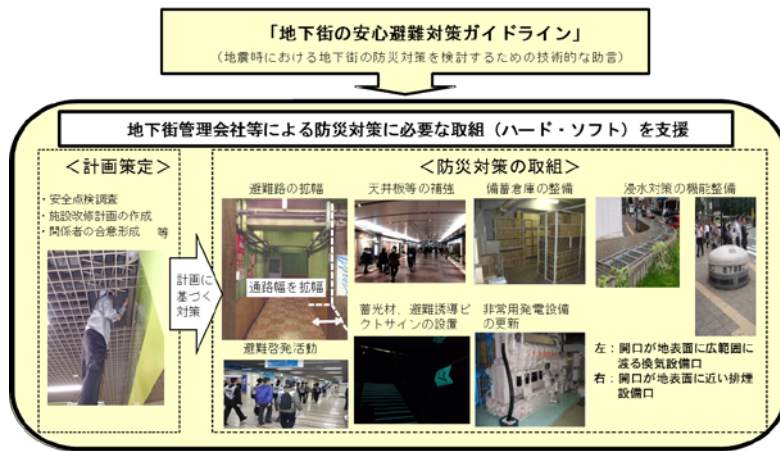 「地下街の安心避難対策ガイドライン」
（地震時における地下街の防災対策を検討するための技術的な助言）
地下街管理会社等による防災対策に必要な取組（ハード・ソフト）を支援
＜計画策定＞
・安全点検調査
・施設改修計画の作成
・関係者の合意形成　等
計画に
基づく
対策
＜防災対策の取組＞
避難路の拡幅
通路幅を拡幅
天井板等の補強
備蓄倉庫の整備
浸水対策の機能整備
避難啓発活動
蓄光材、避難誘導ピ
クトサインの設置
非常用発電設備
の更新
左：開口が地表面に広範囲に
渡る換気設備口
右：開口が地表面に近い排煙
設備口